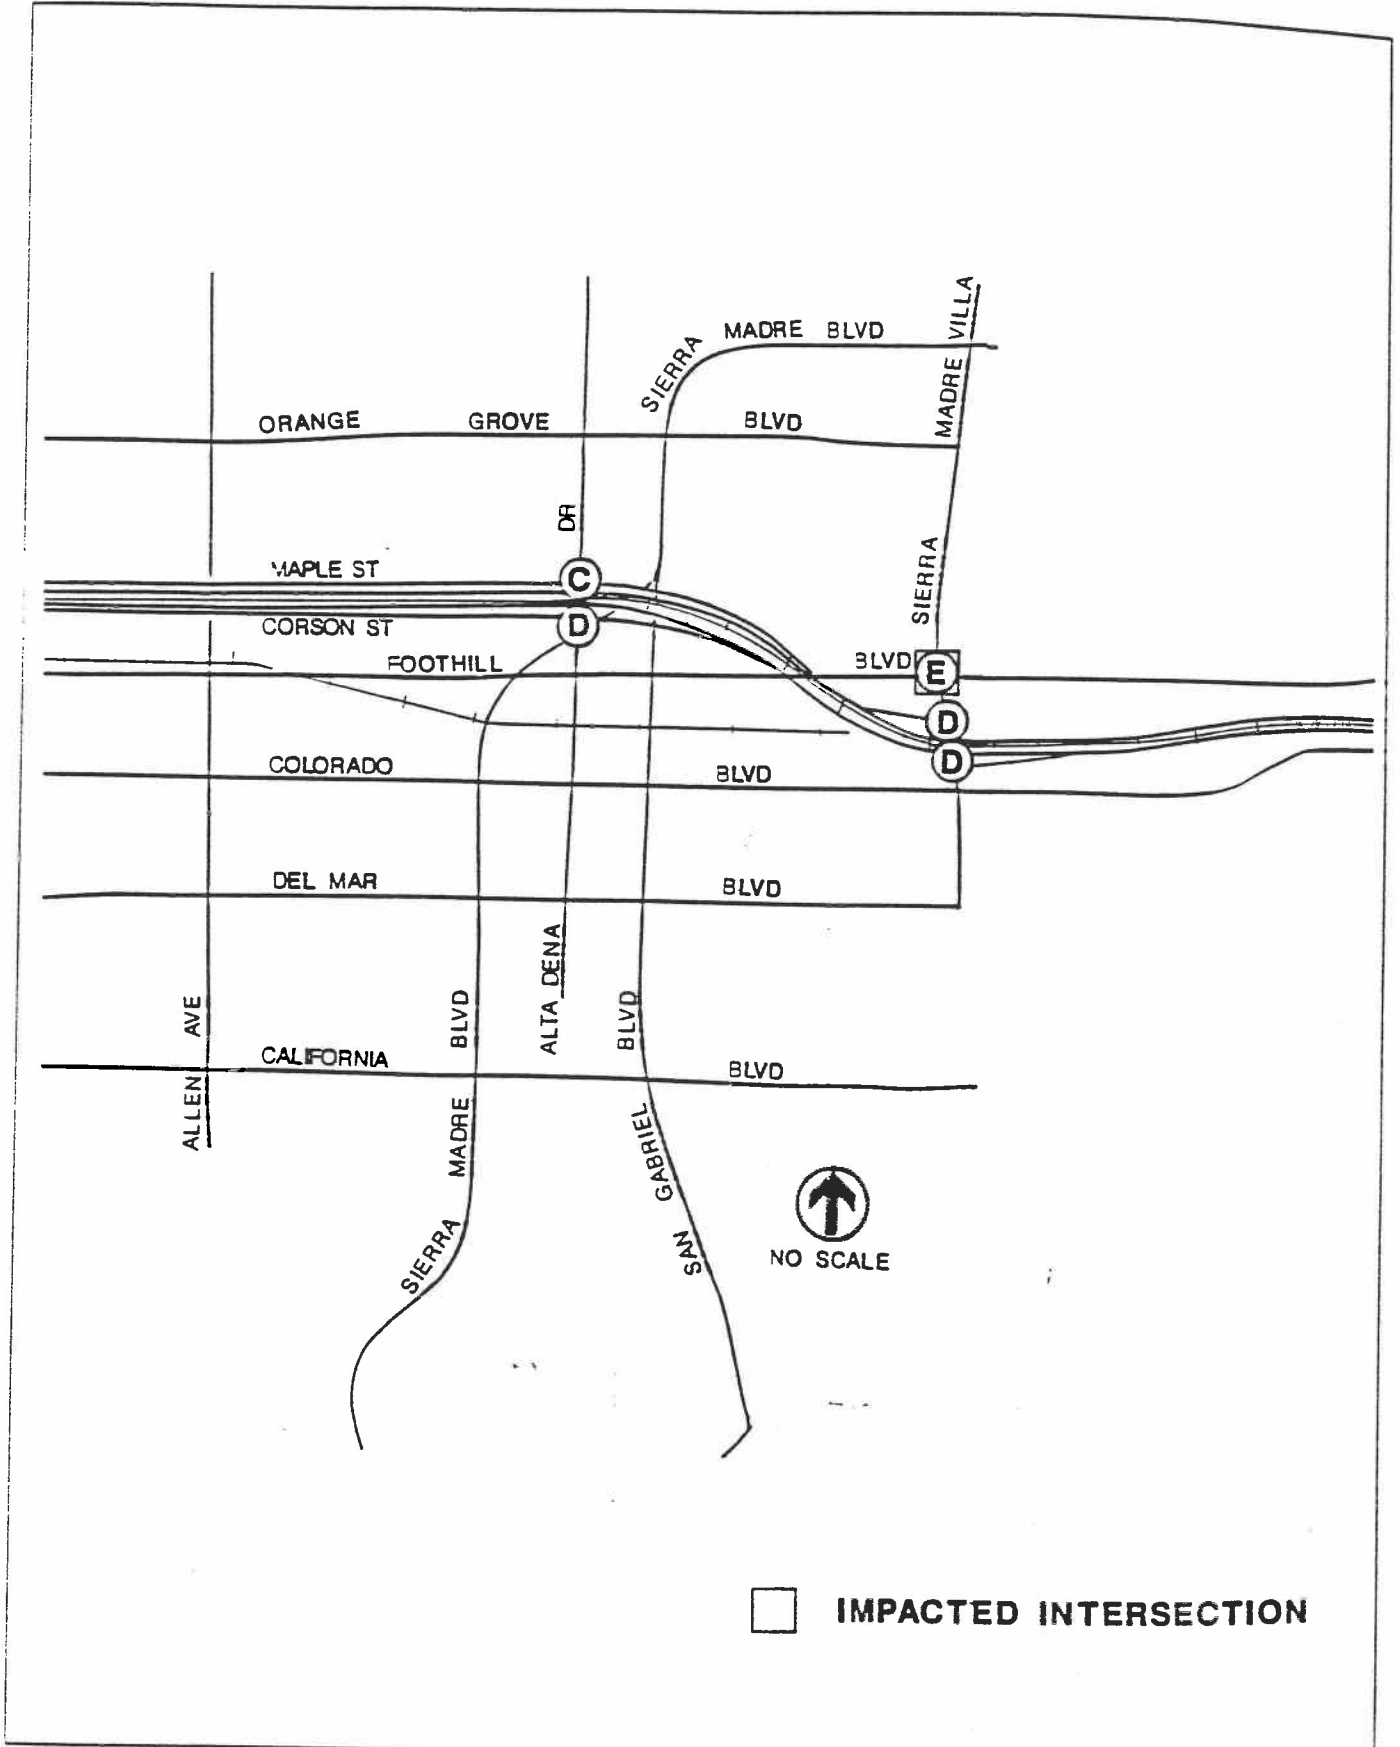 MADRE BLVD
SIERRA
MADRE VILLA
SIERRA
ORANGE GROVE BLVD
DR
MAPLE ST
C
CORSON ST
D
FOOTHILL BLVD
E
D
D
COLORADO BLVD
DEL MAR BLVD
ALTA DENA
ALLEN AVE
SIERRA MADRE BLVD
SAN GABRIEL BLVD
CALIFORNIA BLVD
NO SCALE
IMPACTED INTERSECTION